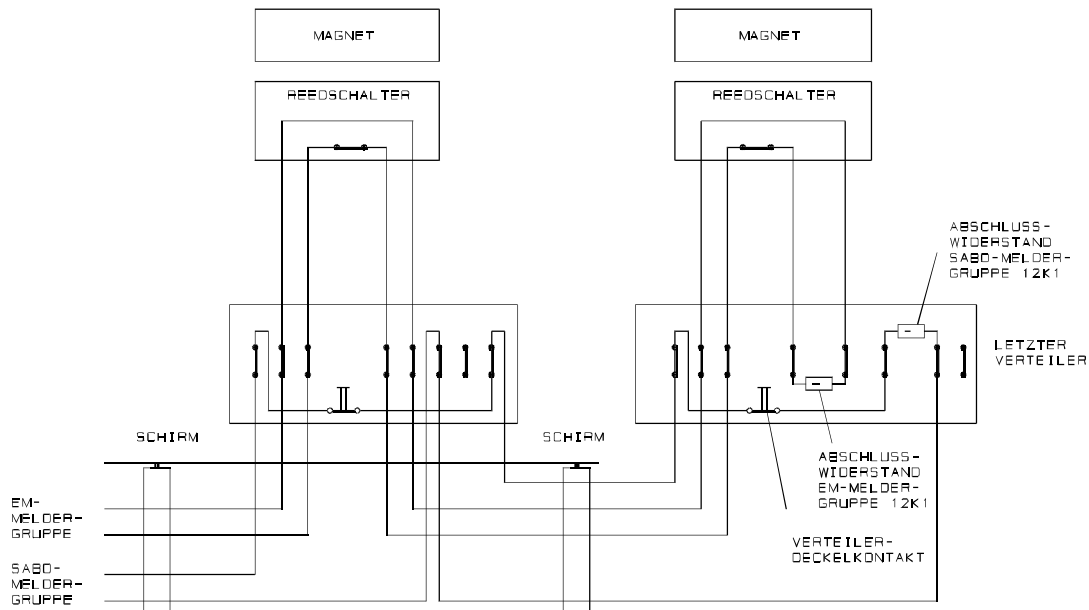 MAGNET
MAGNET
REEDSCHALTER
REEDSCHALTER
ABSCHLUSS-
WIDERSTAND
SABO-MELDER-
GRUPPE 12K1
LETZTER
VERTEILER
SCHIRM
SCHIRM
ABSCHLUSS-
WIDERSTAND
EM-MELDER-
GRUPPE 12K1
EM-
MELDER-
GRUPPE
VERTEILER-
DECKELKONTAKT
SABO-
MELDER-
GRUPPE